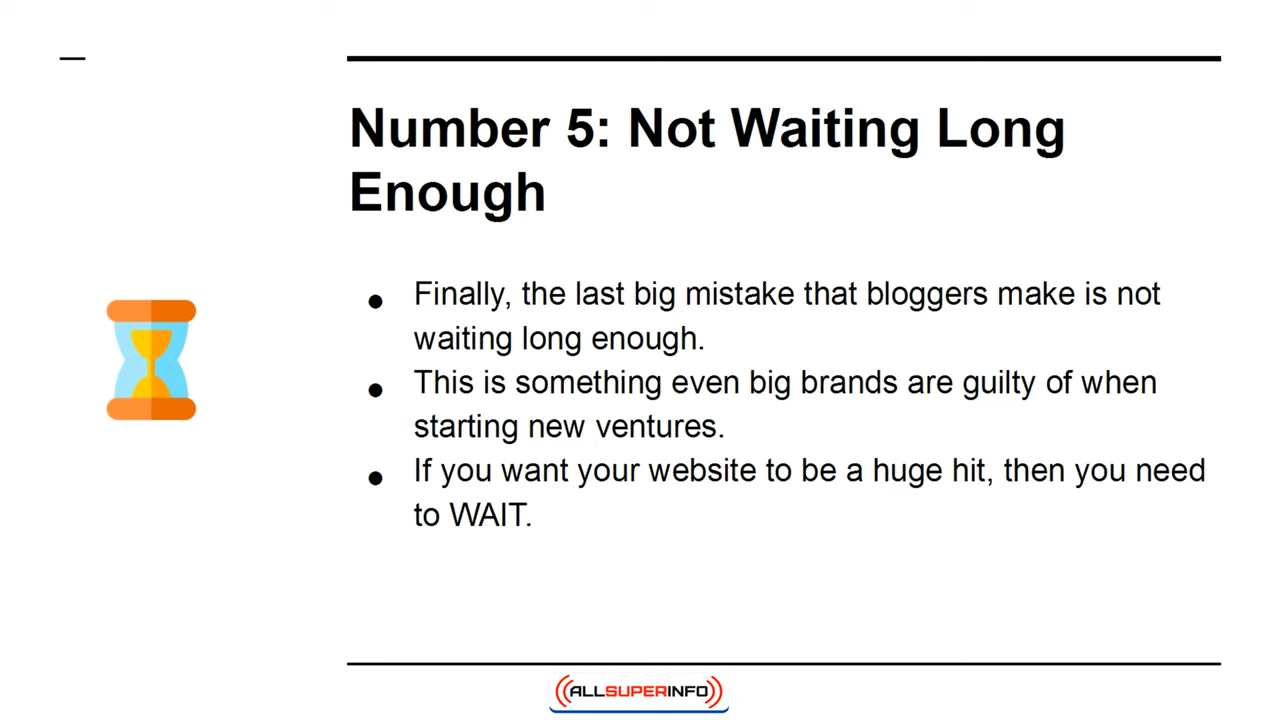 Number 5: Not Waiting Long
Enough
● Finally, the last big mistake that bloggers make is not
waiting long enough.
● This is something even big brands are guilty of when
starting new ventures.
● If you want your website to be a huge hit, then you need
to WAIT.
ALLSUPERINFO